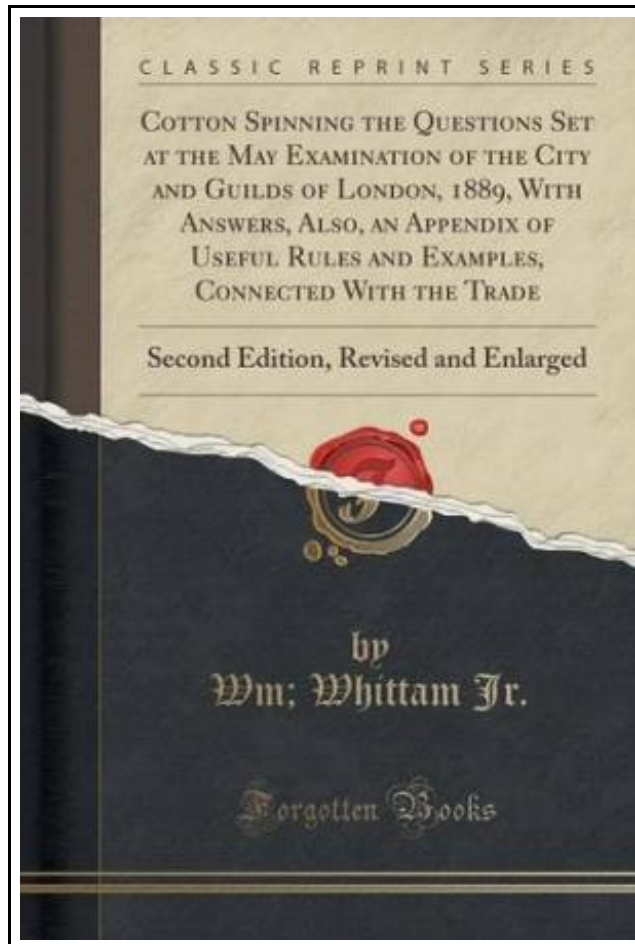 CLASSIC REPRINT SERIES
COTTON SPINNING THE QUESTIONS SET
AT THE MAY EXAMINATION OF THE CITY
AND GUILDS OF LONDON, 1889, WITH
ANSWERS, ALSO, AN APPENDIX OF
USEFUL RULES AND EXAMPLES,
CONNECTED WITH THE TRADE
Second Edition, Revised and Enlarged
by
Wm; Whittam Jr.
Forgotten Books